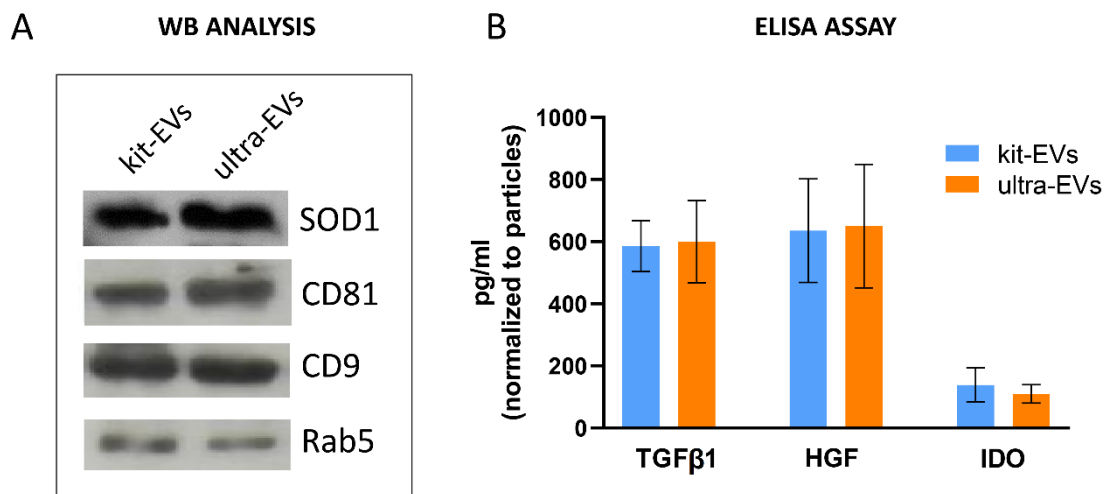 A
WB ANALYSIS
kit-EVs
ultra-EVs
SOD1
CD81
CD9
Rab5
B
ELISA ASSAY
pg/ml
(normalized to particles)
1000
800
600
400
200
0
kit-EVs
ultra-EVs
TGFβ1
HGF
IDO